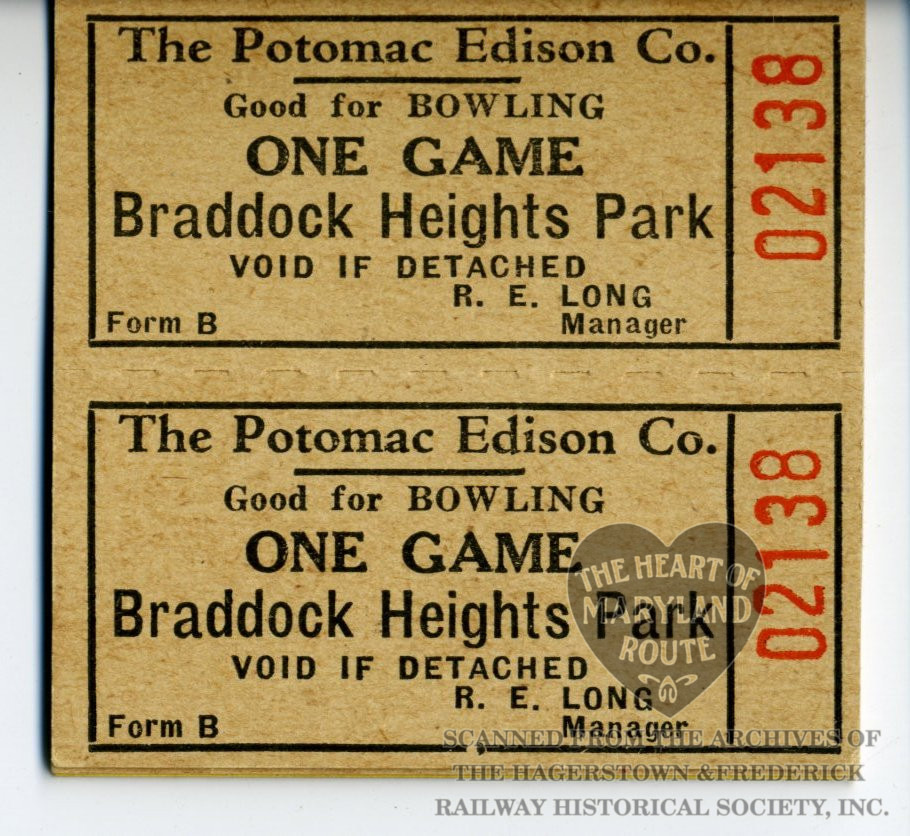 The Potomac Edison Co.
Good for BOWLING
ONE GAME
Braddock Heights Park
VOID IF DETACHED
R. E. LONG
Form B Manager
02138
The Potomac Edison Co.
Good for BOWLING
ONE GAME
Braddock Heights Park
VOID IF DETACHED
R. E. LONG
Form B Manager
02138
THE HEART OF
MARYLAND
ROUTE
SCANNED FROM THE ARCHIVES OF
THE HAGERSTOWN &FREDERICK
RAILWAY HISTORICAL SOCIETY, INC.